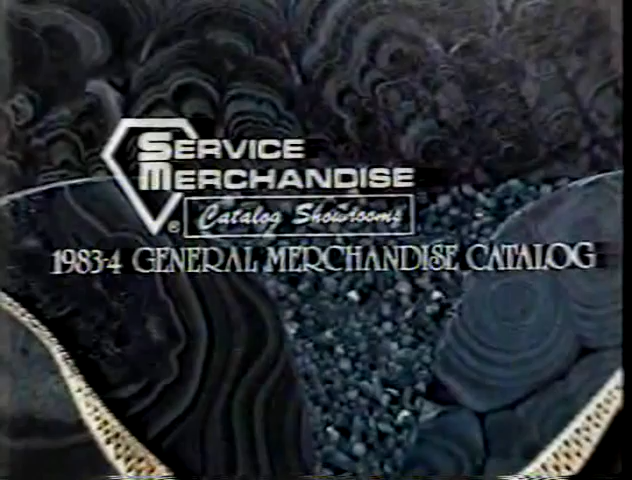 SERVICE
MERCHANDISE
® Catalog Showrooms
1983-4 GENERAL MERCHANDISE CATALOG